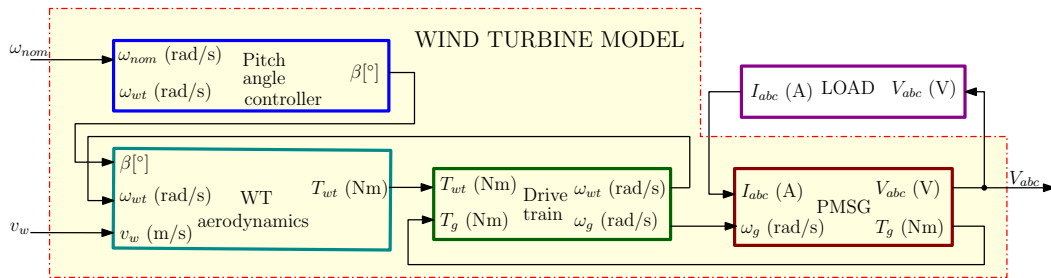 WIND TURBINE MODEL
ω_nom
ω_nom (rad/s)
ω_wt (rad/s)
Pitch
angle
controller
β[°]
I_abc (A)
LOAD
V_abc (V)
β[°]
ω_wt (rad/s)
v_w
v_w (m/s)
WT
aerodynamics
T_wt (Nm)
T_wt (Nm)
T_g (Nm)
Drive
train
ω_wt (rad/s)
ω_g (rad/s)
I_abc (A)
ω_g (rad/s)
PMSG
V_abc (V)
T_g (Nm)
V_abc